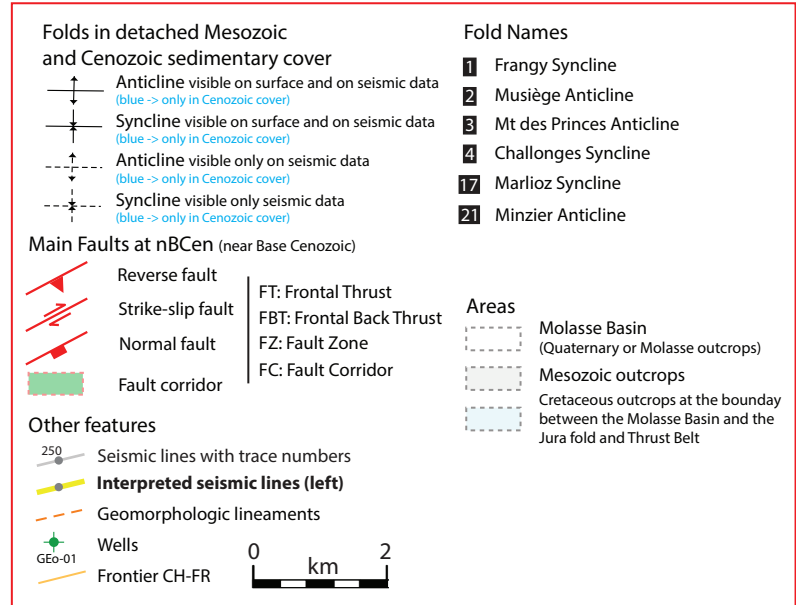 Folds in detached Mesozoic
and Cenozoic sedimentary cover
Anticline visible on surface and on seismic data
(blue -> only in Cenozoic cover)
Syncline visible on surface and on seismic data
(blue -> only in Cenozoic cover)
Anticline visible only on seismic data
(blue -> only in Cenozoic cover)
Syncline visible only seismic data
(blue -> only in Cenozoic cover)
Main Faults at nBCen (near Base Cenozoic)
Reverse fault
Strike-slip fault
Normal fault
Fault corridor
FT: Frontal Thrust
FBT: Frontal Back Thrust
FZ: Fault Zone
FC: Fault Corridor
Other features
250 Seismic lines with trace numbers
Interpreted seismic lines (left)
Geomorphologic lineaments
Wells
GEo-01
Frontier CH-FR
0 2
km
Fold Names
1 Frangy Syncline
2 Musiège Anticline
3 Mt des Princes Anticline
4 Challonges Syncline
17 Marlioz Syncline
21 Minzier Anticline
Areas
Molasse Basin
(Quaternary or Molasse outcrops)
Mesozoic outcrops
Cretaceous outcrops at the bounday
between the Molasse Basin and the
Jura fold and Thrust Belt